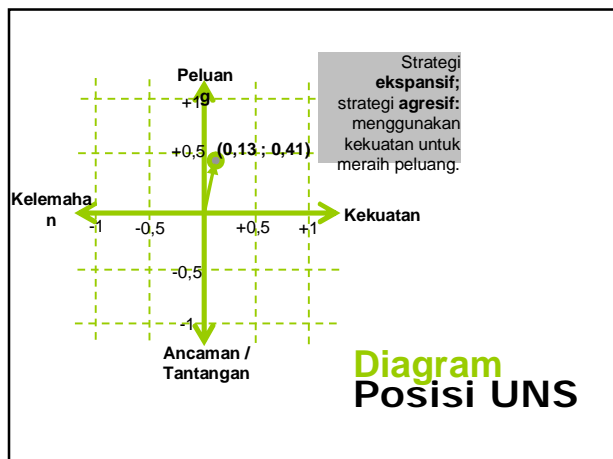 Strategi
ekspansif;
strategi agresif:
menggunakan
kekuatan untuk
meraih peluang.
Peluan
g
+1
+0,5
(0,13 ; 0,41)
Kelemaha
n
Kekuatan
-1
-0,5
+0,5
+1
-0,5
-1
Ancaman /
Tantangan
Diagram
Posisi UNS